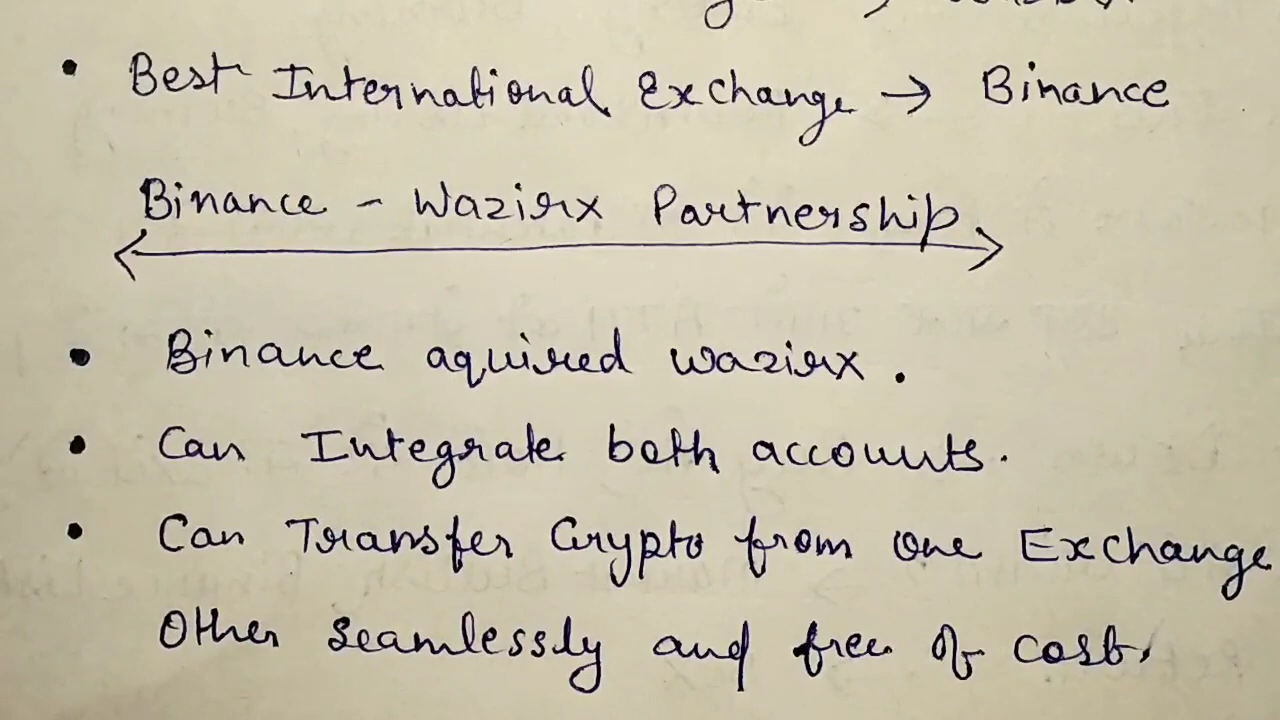 • Best International Exchange → Binance
Binance - Wazirx Partnership
• Binance aquired wazirx.
• Can Integrate both accounts.
• Can Transfer Crypto from one Exchange
Other seamlessly and free of cost.